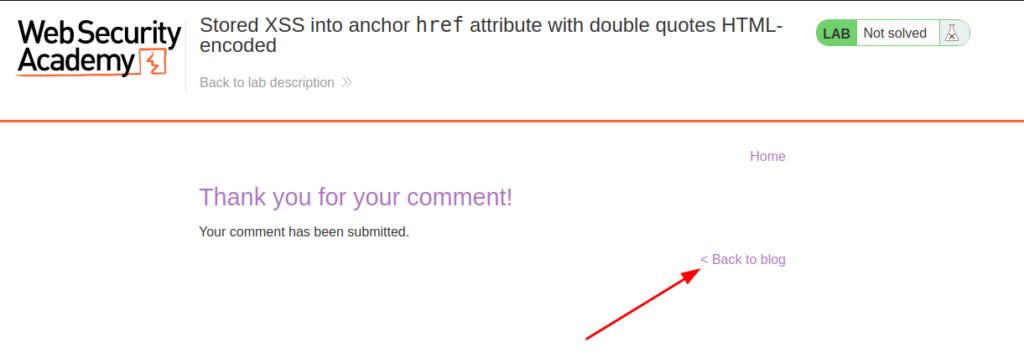 Web Security
Academy
Stored XSS into anchor href attribute with double quotes HTML-
encoded
Back to lab description >>
LAB Not solved
Home
Thank you for your comment!
Your comment has been submitted.
< Back to blog